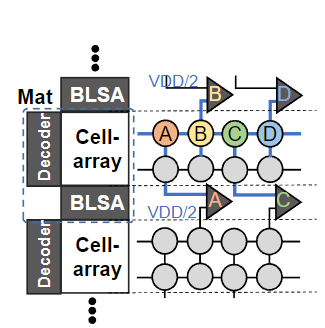 VDD/2
B
D
Mat
BLSA
Decoder
Cell-
array
A
B
C
D
BLSA
A
C
VDD/2
Decoder
Cell-
array